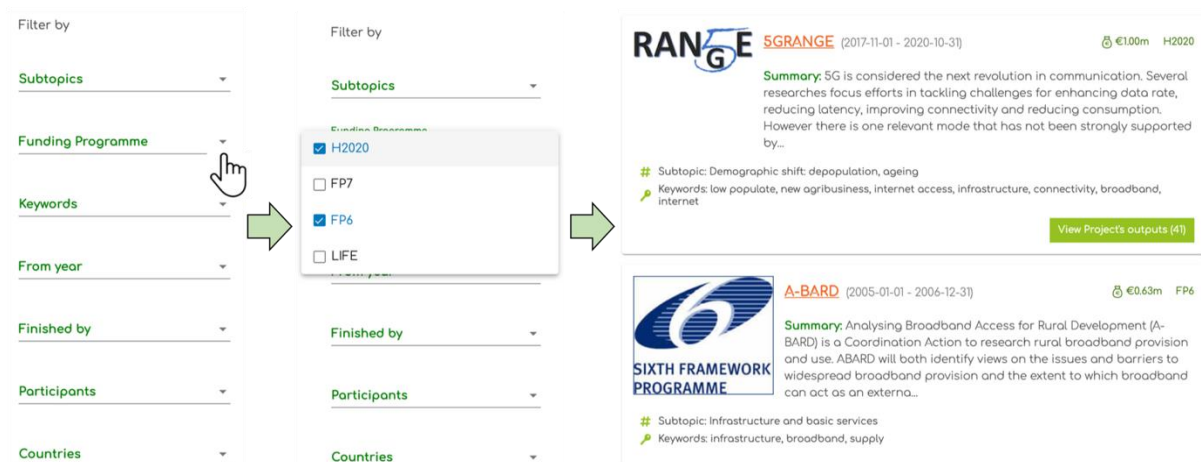 Filter by
Subtopics
Funding Programme
Keywords
From year
Finished by
Participants
Countries
Filter by
Subtopics
Funding Programme
H2020
FP7
FP6
LIFE
From year
Finished by
Participants
Countries
RAN5GE
5GRANGE (2017-11-01 - 2020-10-31) €1.00m H2020
Summary: 5G is considered the next revolution in communication. Several
researches focus efforts in tackling challenges for enhancing data rate,
reducing latency, improving connectivity and reducing consumption.
However there is one relevant mode that has not been strongly supported
by...
# Subtopic: Demographic shift: depopulation, ageing
Keywords: low populate, new agribusiness, internet access, infrastructure, connectivity, broadband,
internet
View Project's outputs (41)
6
SIXTH FRAMEWORK
PROGRAMME
A-BARD (2005-01-01 - 2006-12-31) €0.63m FP6
Summary: Analysing Broadband Access for Rural Development (A-
BARD) is a Coordination Action to research rural broadband provision
and use. ABARD will both identify views on the issues and barriers to
widespread broadband provision and the extent to which broadband
can act as an externa...
# Subtopic: Infrastructure and basic services
Keywords: infrastructure, broadband, supply